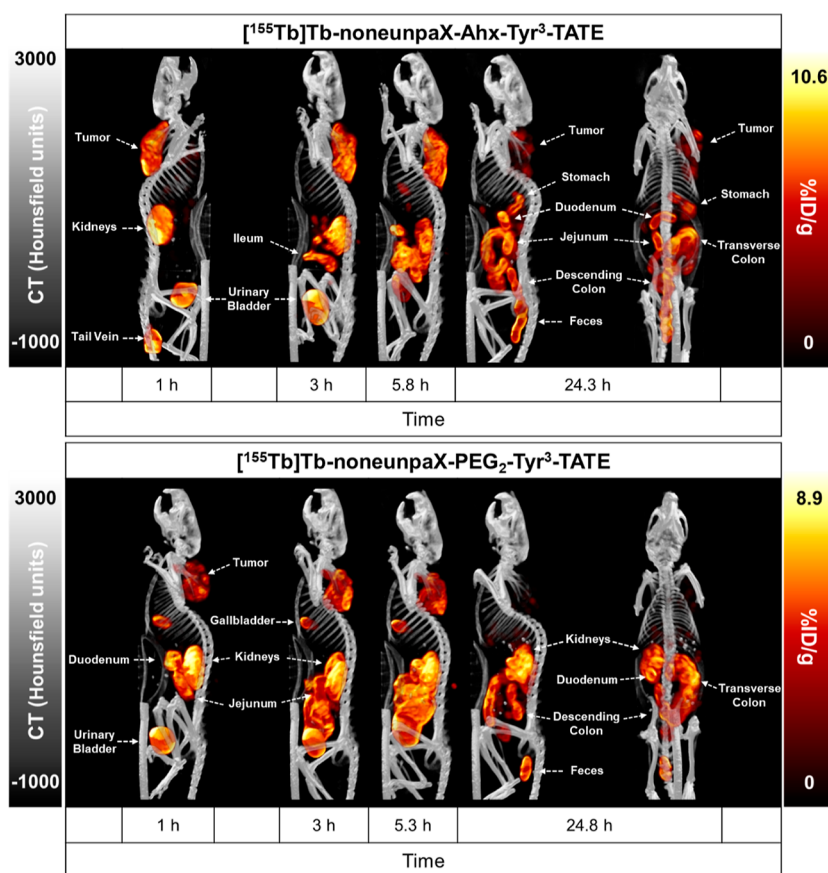 [¹⁵⁵Tb]Tb-noneunpaX-Ahx-Tyr³-TATE
3000
CT (Hounsfield units)
-1000
10.6
%ID/g
0
Tumor
Kidneys
Tail Vein
Ileum
Urinary
Bladder
Tumor
Stomach
Duodenum
Jejunum
Descending
Colon
Feces
Tumor
Stomach
Transverse
Colon
1 h
3 h
5.8 h
24.3 h
Time
[¹⁵⁵Tb]Tb-noneunpaX-PEG₂-Tyr³-TATE
3000
CT (Hounsfield units)
-1000
8.9
%ID/g
0
Tumor
Gallbladder
Duodenum
Kidneys
Jejunum
Urinary
Bladder
Kidneys
Duodenum
Transverse
Colon
Descending
Colon
Feces
1 h
3 h
5.3 h
24.8 h
Time